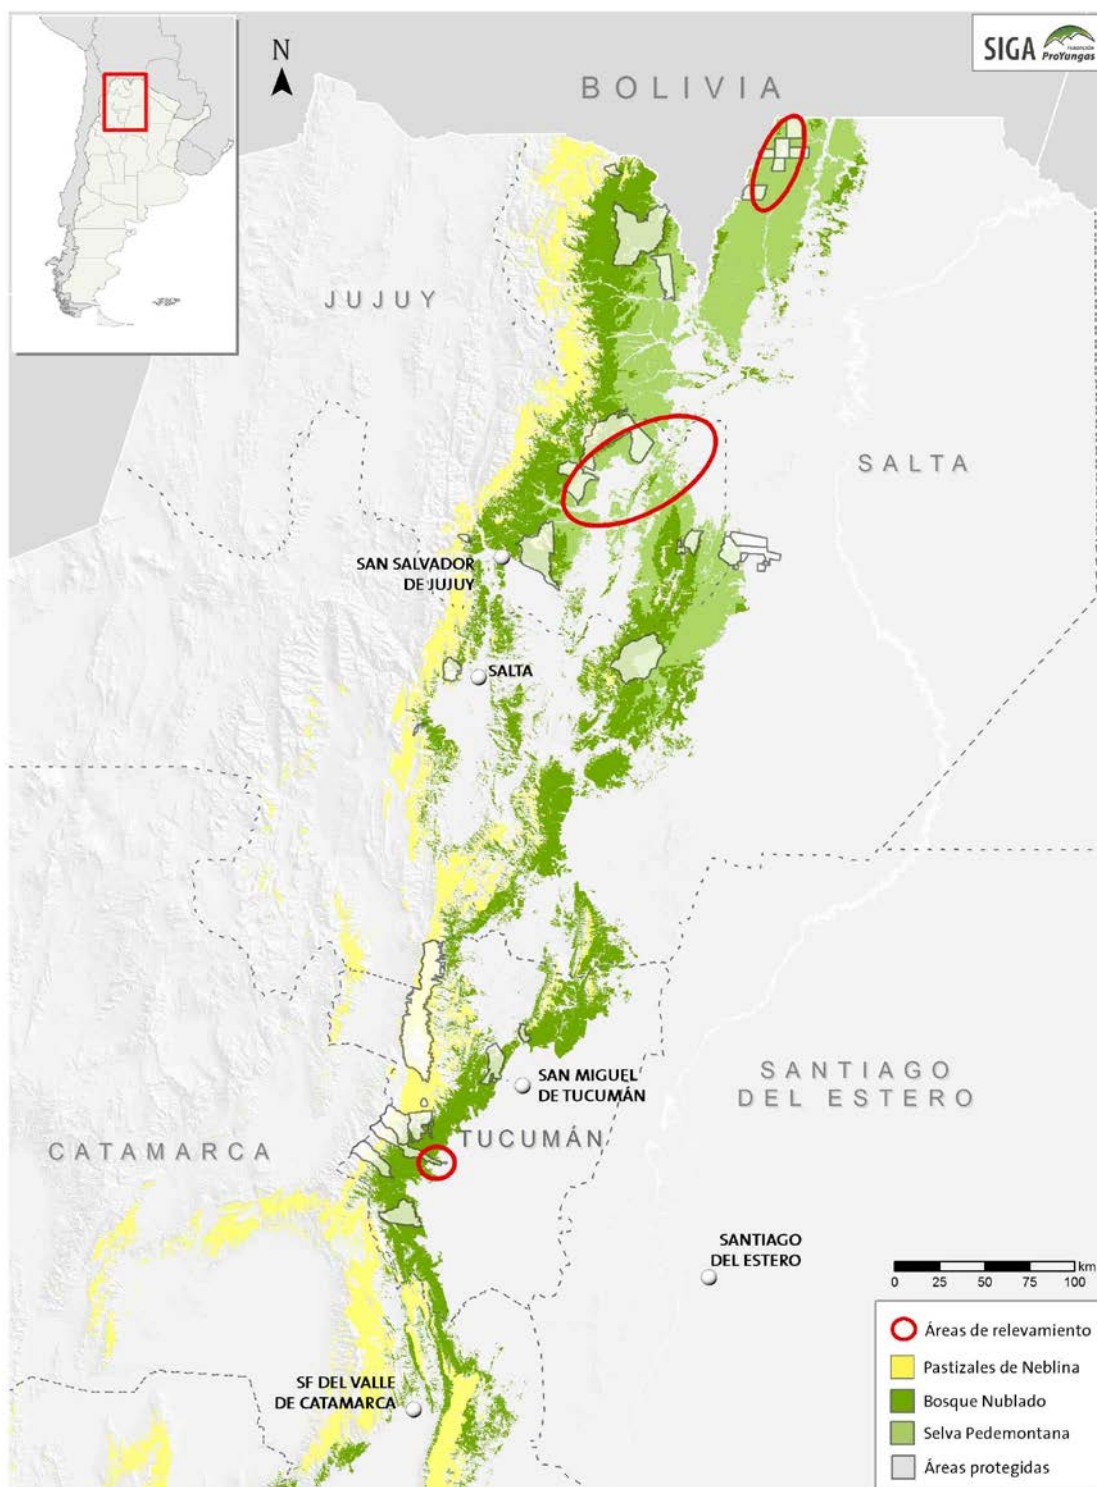 SIGA
FUNDACIÓN
ProYungas
N
BOLIVIA
JUJUY
SALTA
SAN SALVADOR
DE JUJUY
SALTA
SANTIAGO
DEL ESTERO
SAN MIGUEL
DE TUCUMÁN
TUCUMÁN
CATAMARCA
SANTIAGO
DEL ESTERO
km
0 25 50 75 100
Áreas de relevamiento
Pastizales de Neblina
SF DEL VALLE
DE CATAMARCA
Bosque Nublado
Selva Pedemontana
Áreas protegidas